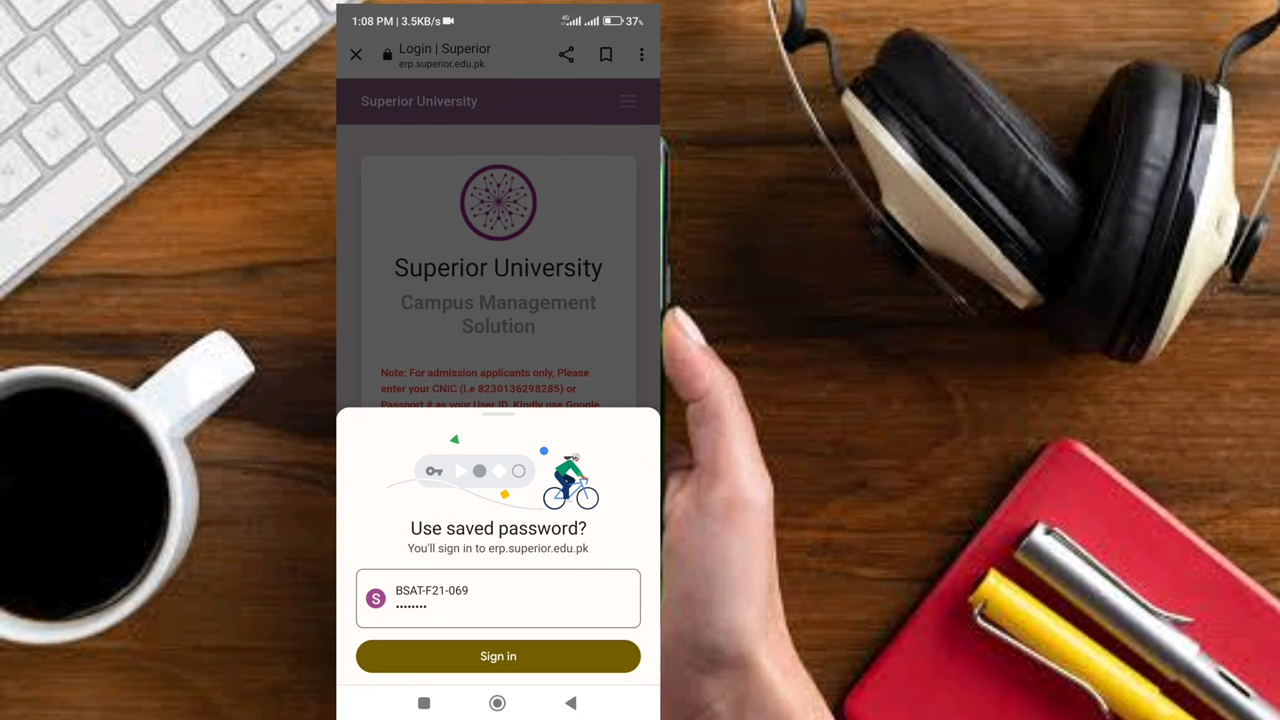 1:08 PM | 3.5KB/s
4G
37%
Login | Superior
erp.superior.edu.pk
Superior University
Superior University
Campus Management
Solution
Note: For admission applicants only, Please
enter your CNIC (i.e 8230136298285) or
Passport # as your User ID. Kindly use Google
Use saved password?
You'll sign in to erp.superior.edu.pk
S
BSAT-F21-069
••••••••
Sign in